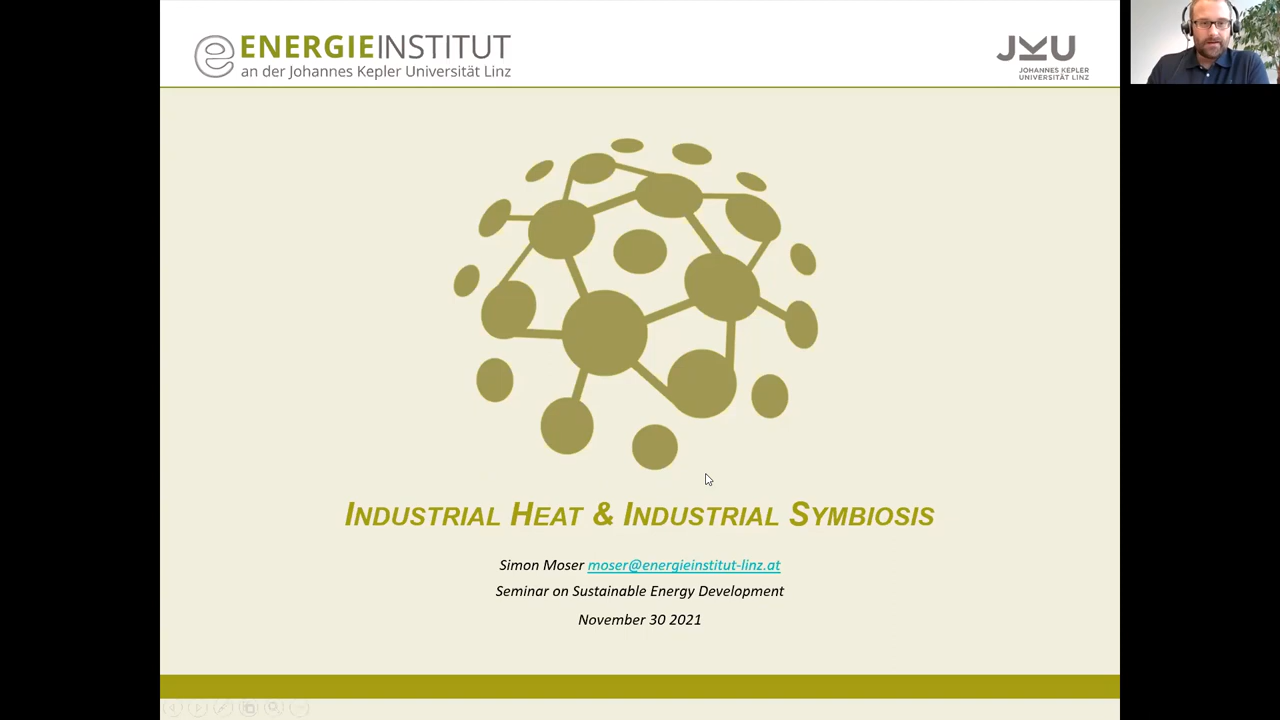 ENERGIEINSTITUT
an der Johannes Kepler Universität Linz
JKU
JOHANNES KEPLER
UNIVERSITÄT LINZ
INDUSTRIAL HEAT & INDUSTRIAL SYMBIOSIS
Simon Moser moser@energieinstitut-linz.at
Seminar on Sustainable Energy Development
November 30 2021